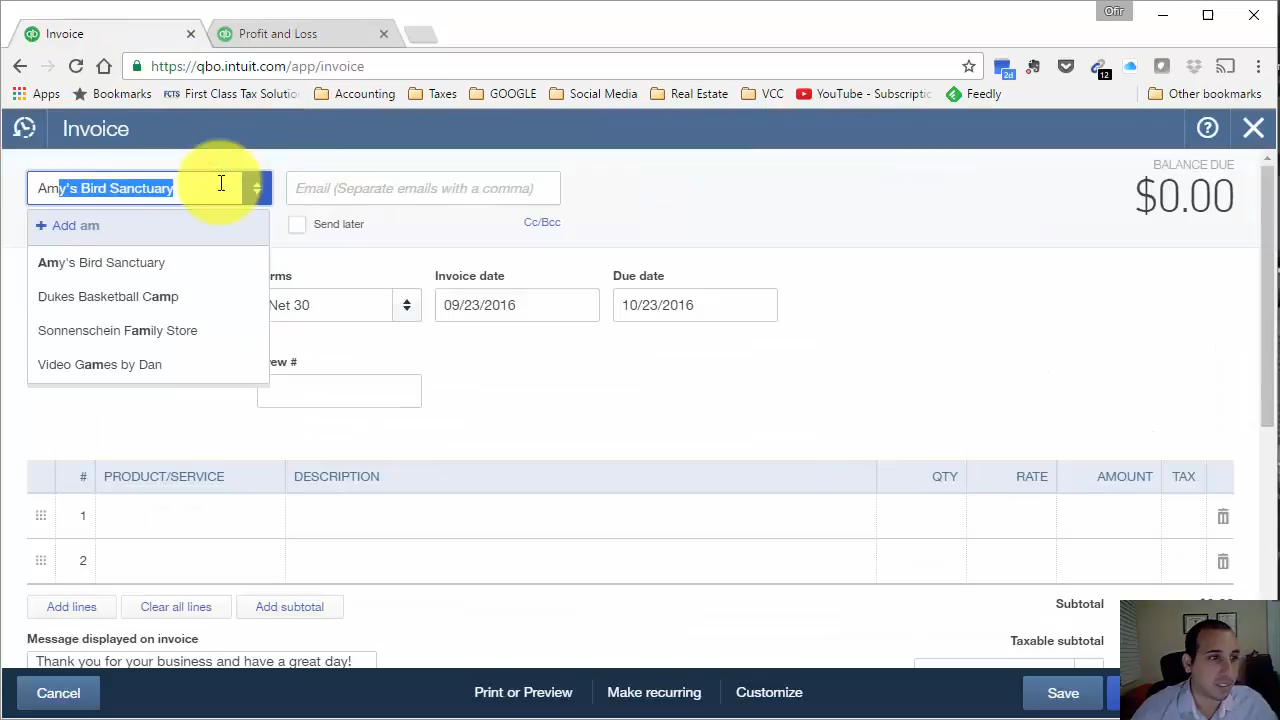 Ofir
Invoice
Profit and Loss
https://qbo.intuit.com/app/invoice
2d
12
Apps
Bookmarks
FCTS First Class Tax Solutio
Accounting
Taxes
GOOGLE
Social Media
Real Estate
VCC
YouTube - Subscriptic
Feedly
Other bookmarks
Invoice
?
BALANCE DUE
$0.00
Amy's Bird Sanctuary
Email (Separate emails with a comma)
+ Add am
Send later
Cc/Bcc
Amy's Bird Sanctuary
Dukes Basketball Camp
Sonnenschein Family Store
Video Games by Dan
rms
Invoice date
Due date
Net 30
09/23/2016
10/23/2016
ew #
# PRODUCT/SERVICE DESCRIPTION QTY RATE AMOUNT TAX
1
2
Add lines
Clear all lines
Add subtotal
Subtotal
Message displayed on invoice
Taxable subtotal
Thank you for your business and have a great day!
Cancel
Print or Preview
Make recurring
Customize
Save